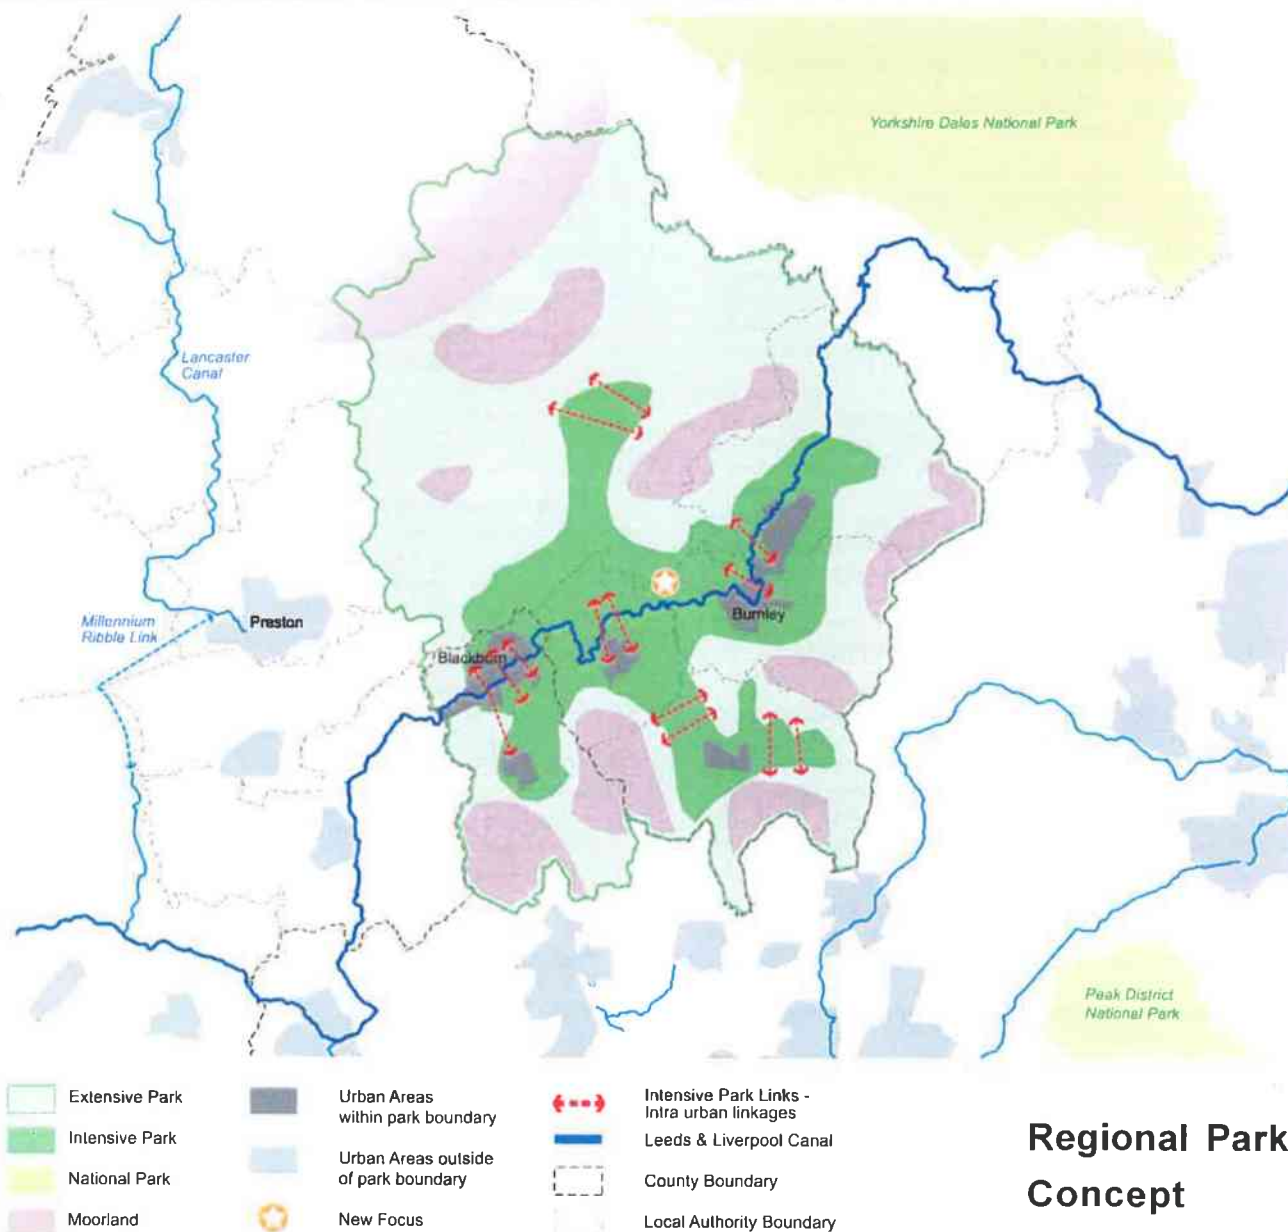 Yorkshire Dales National Park
Lancaster
Canal
Millennium
Ribble Link
Preston
Blackburn
Burnley
Peak District
National Park
Extensive Park
Intensive Park
National Park
Moorland
Urban Areas
within park boundary
Urban Areas outside
of park boundary
New Focus
Intensive Park Links -
Intra urban linkages
Leeds & Liverpool Canal
County Boundary
Local Authority Boundary
Regional Park
Concept